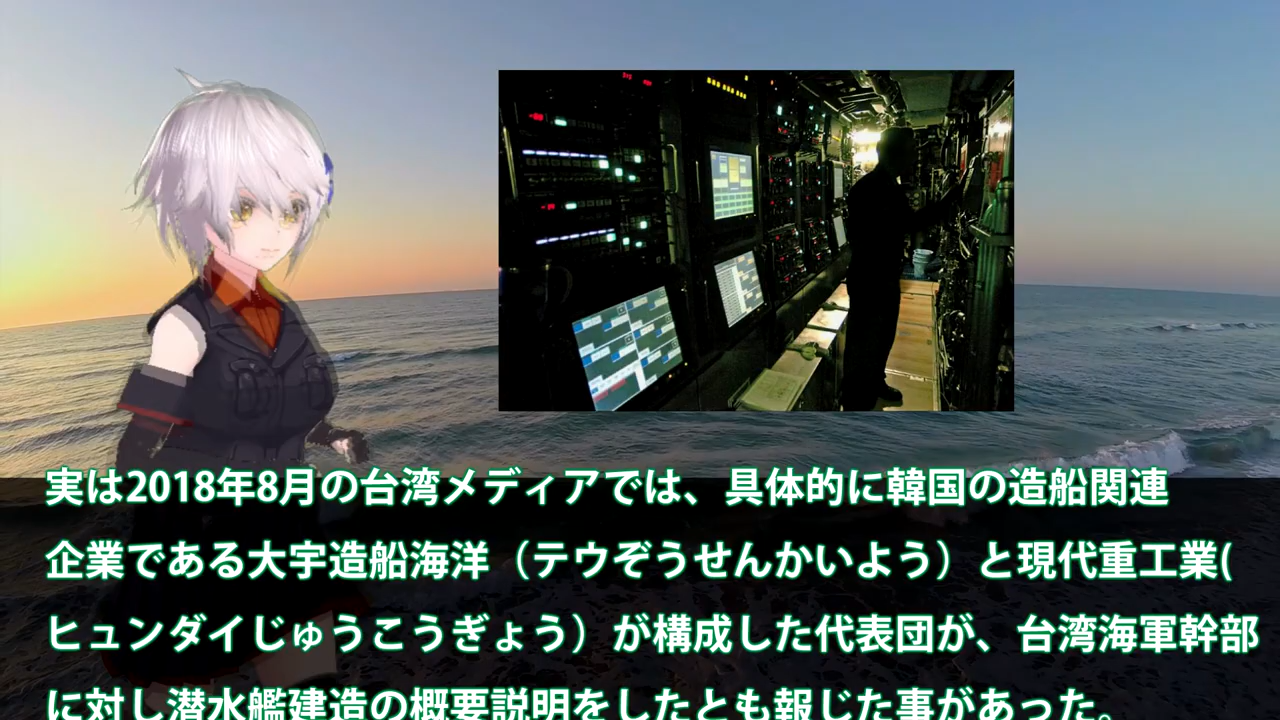 実は2018年8月の台湾メディアでは、具体的に韓国の造船関連
企業である大宇造船海洋（テウぞうせんかいよう）と現代重工業(
ヒュンダイじゅうこうぎょう）が構成した代表団が、台湾海軍幹部
に対し潜水艦建造の概要説明をしたとも報じた事があった。